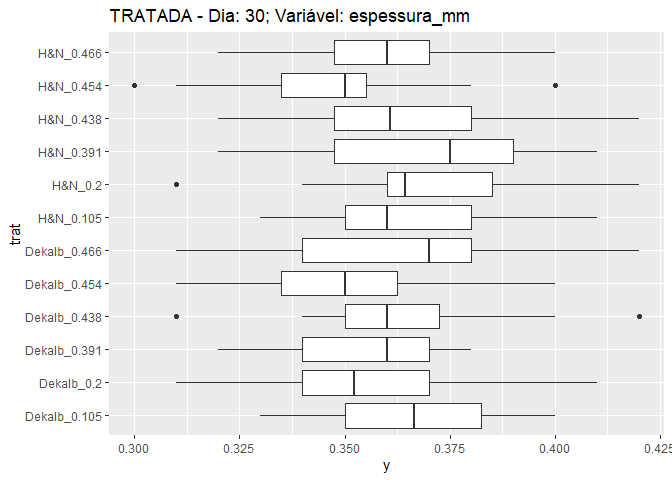 TRATADA - Dia: 30; Variável: espessura_mm
H&N_0.466
H&N_0.454
H&N_0.438
H&N_0.391
H&N_0.2
H&N_0.105
Dekalb_0.466
Dekalb_0.454
Dekalb_0.438
Dekalb_0.391
Dekalb_0.2
Dekalb_0.105
trat
0.300 0.325 0.350 0.375 0.400 0.425
y